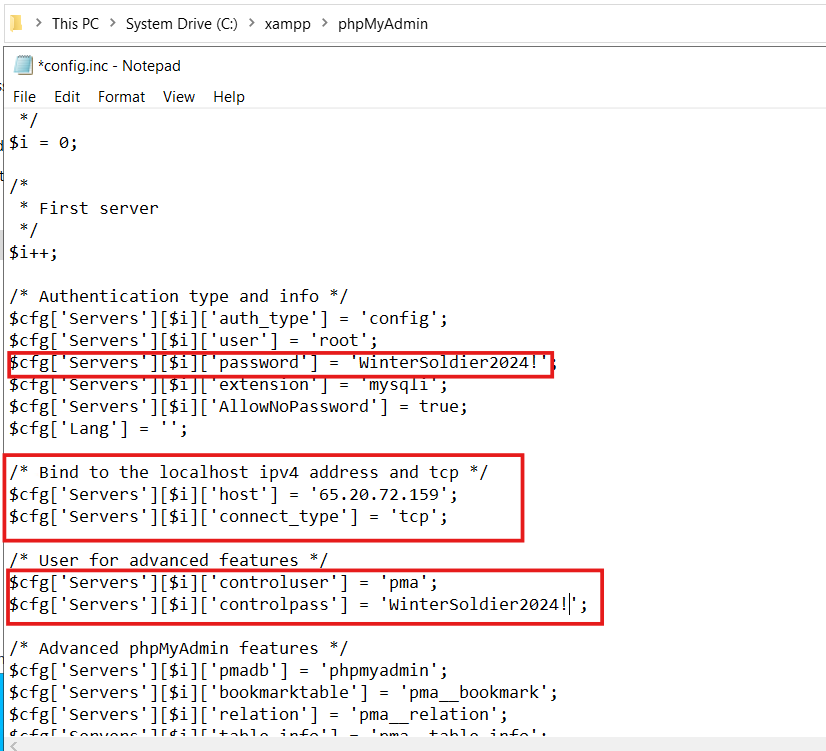 This PC > System Drive (C:) > xampp > phpMyAdmin
*config.inc - Notepad
File Edit Format View Help
*/
$i = 0;
/*
* First server
*/
$i++;
/* Authentication type and info */
$cfg['Servers'][$i]['auth_type'] = 'config';
$cfg['Servers'][$i]['user'] = 'root';
$cfg['Servers'][$i]['password'] = 'WinterSoldier2024!';
$cfg['Servers'][$i]['extension'] = 'mysqli';
$cfg['Servers'][$i]['AllowNoPassword'] = true;
$cfg['Lang'] = '';
/* Bind to the localhost ipv4 address and tcp */
$cfg['Servers'][$i]['host'] = '65.20.72.159';
$cfg['Servers'][$i]['connect_type'] = 'tcp';
/* User for advanced features */
$cfg['Servers'][$i]['controluser'] = 'pma';
$cfg['Servers'][$i]['controlpass'] = 'WinterSoldier2024!';
/* Advanced phpMyAdmin features */
$cfg['Servers'][$i]['pmadb'] = 'phpmyadmin';
$cfg['Servers'][$i]['bookmarktable'] = 'pma__bookmark';
$cfg['Servers'][$i]['relation'] = 'pma__relation';
$cfg['Servers'][$i]['table_info'] = 'pma__table_info';